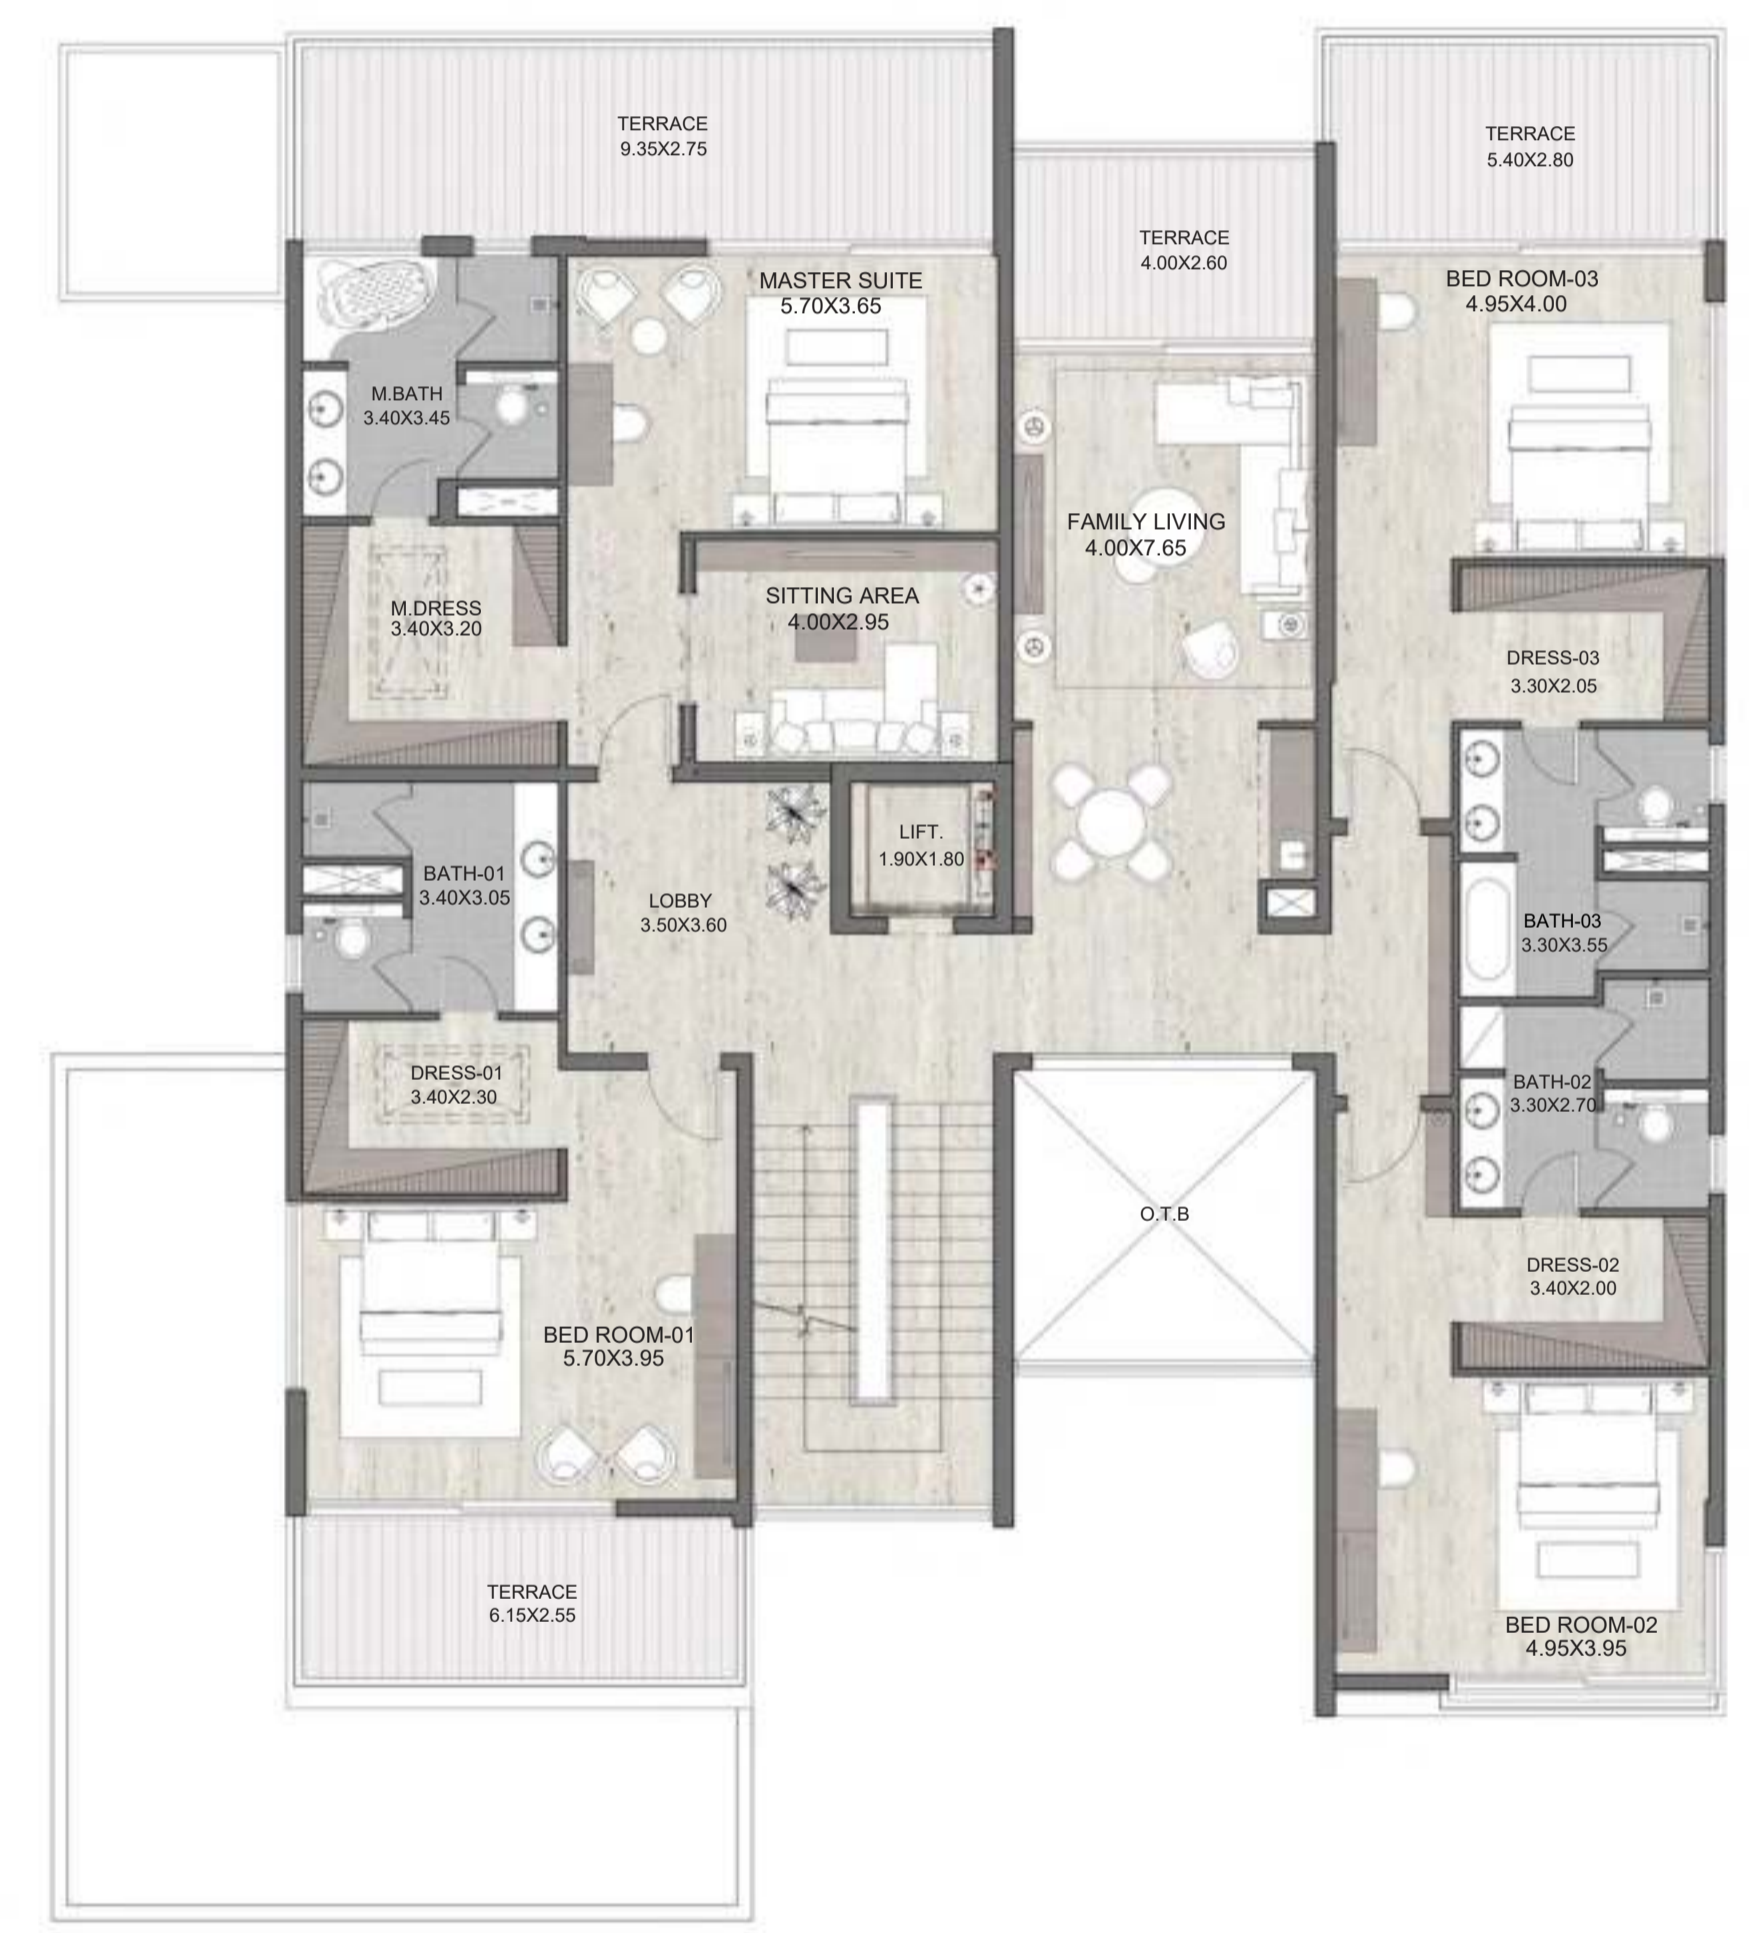 TERRACE
9.35X2.75
TERRACE
5.40X2.80
TERRACE
4.00X2.60
MASTER SUITE
5.70X3.65
BED ROOM-03
4.95X4.00
M.BATH
3.40X3.45
FAMILY LIVING
4.00X7.65
SITTING AREA
4.00X2.95
M.DRESS
3.40X3.20
DRESS-03
3.30X2.05
LIFT.
1.90X1.80
BATH-01
3.40X3.05
LOBBY
3.50X3.60
BATH-03
3.30X3.55
DRESS-01
3.40X2.30
BATH-02
3.30X2.70
O.T.B
DRESS-02
3.40X2.00
BED ROOM-01
5.70X3.95
TERRACE
6.15X2.55
BED ROOM-02
4.95X3.95